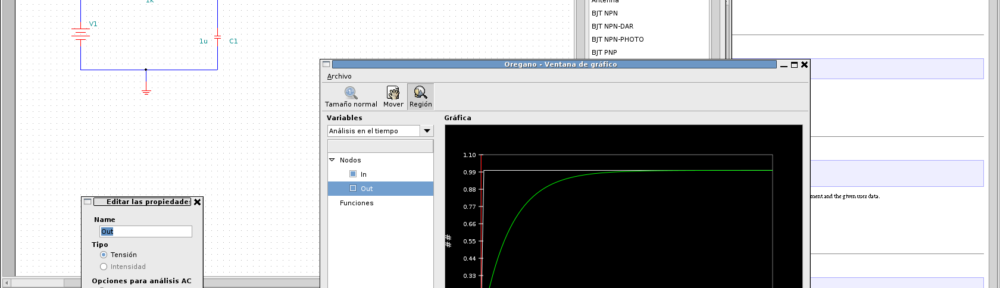 1k
V1
1u C1
Antenna
BJT NPN
BJT NPN-DAR
BJT NPN-PHOTO
BJT PNP
Oregano - Ventana de gráfico
Archivo
Tamaño normal Mover Región
Variables
Análisis en el tiempo
Nodos
In
Out
Funciones
Gráfica
1.10
0.99
0.88
0.77
0.66
0.55
0.44
0.33
##
Editar las propiedade
Name
Out
Tipo
Tensión
Intensidad
Opciones para análisis AC
ment and the given user data.